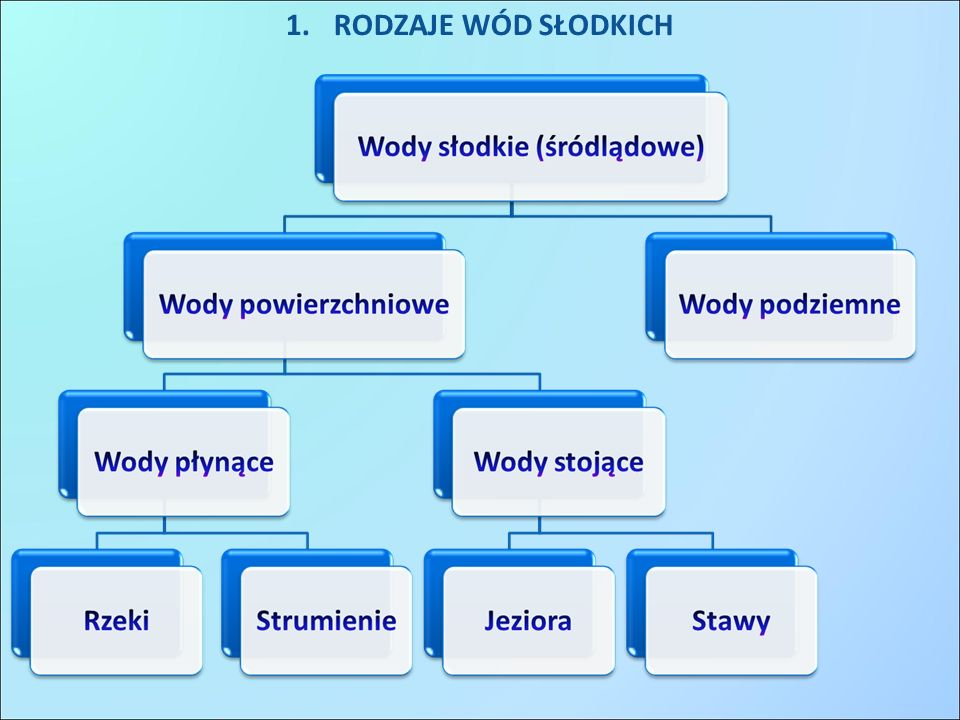 1. RODZAJE WÓD SŁODKICH
Wody słodkie (śródlądowe)
Wody powierzchniowe
Wody podziemne
Wody płynące
Wody stojące
Rzeki
Strumienie
Jeziora
Stawy